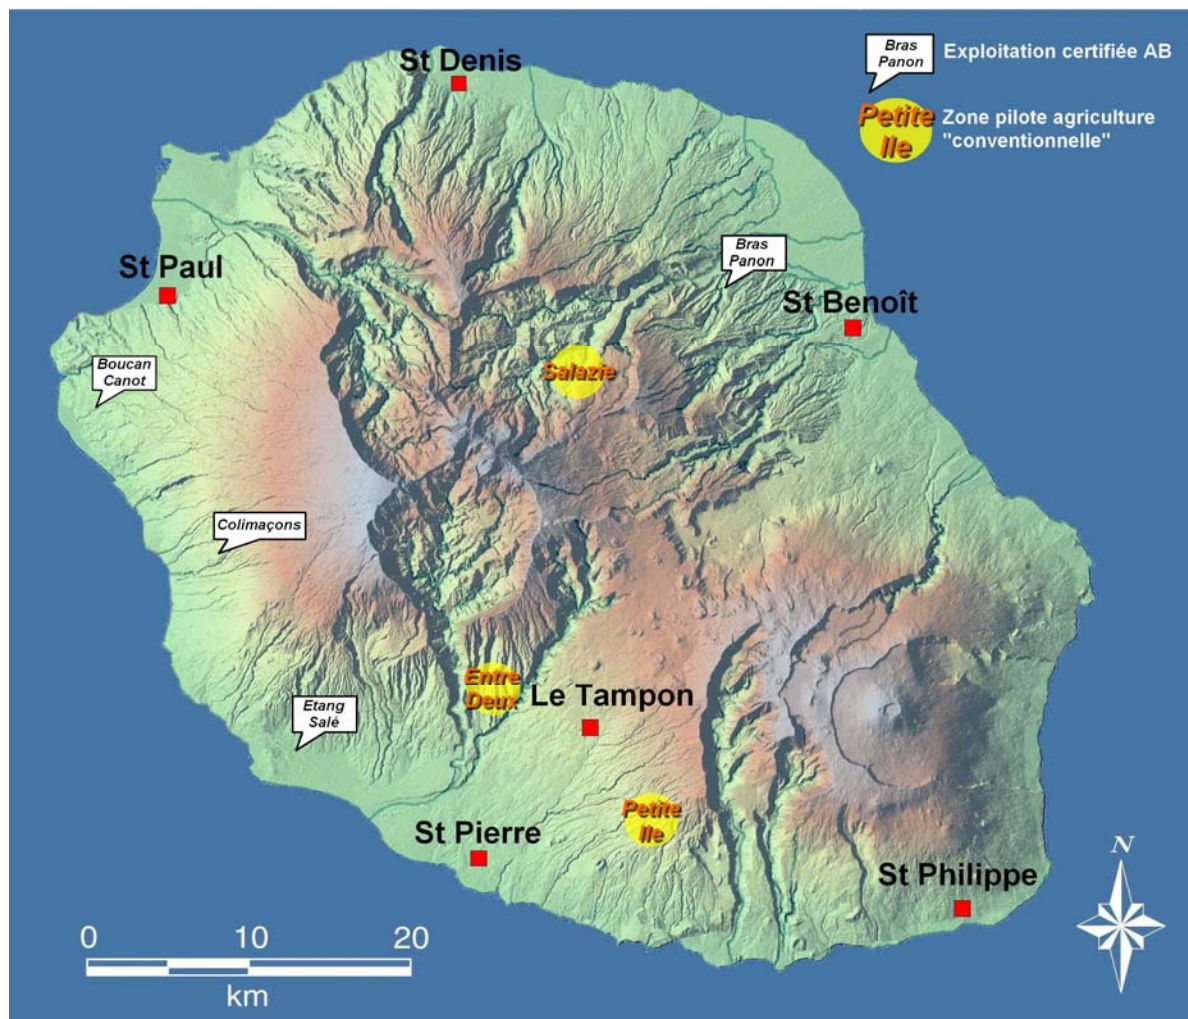 St Denis
Bras
Panon
Exploitation certifiée AB
Petite
Ile
Zone pilote agriculture
"conventionnelle"
St Paul
Bras
Panon
St Benoît
Boucan
Canot
Salazie
Colimaçons
Entre
Deux
Le Tampon
Etang
Salé
Petite
Ile
St Pierre
St Philippe
N
0 10 20
km